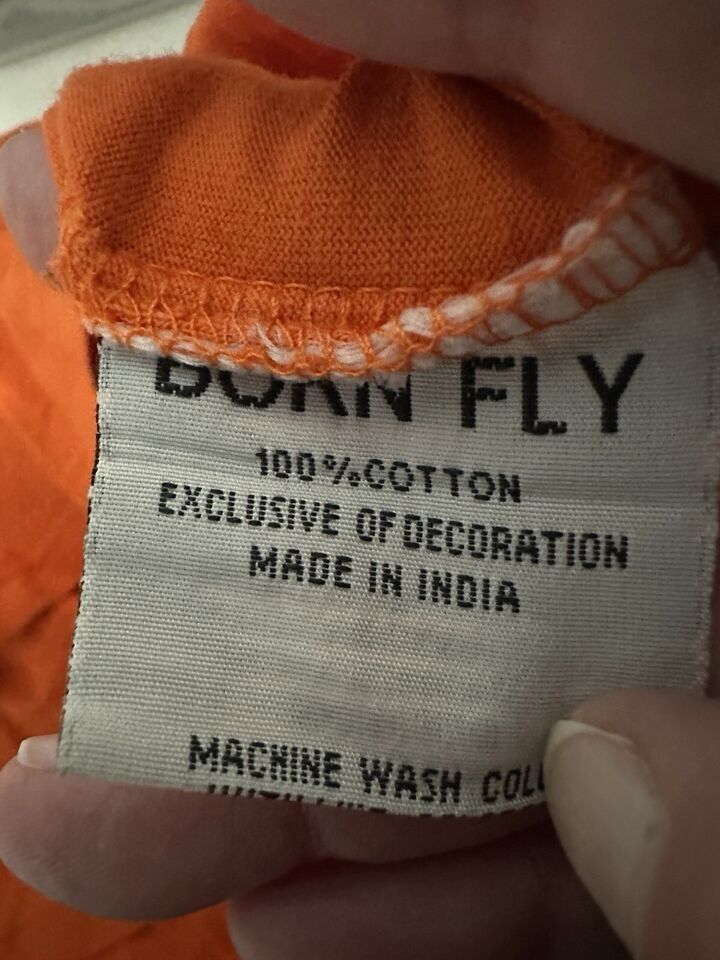 BORN FLY
100%COTTON
EXCLUSIVE OF DECORATION
MADE IN INDIA
MACHINE WASH